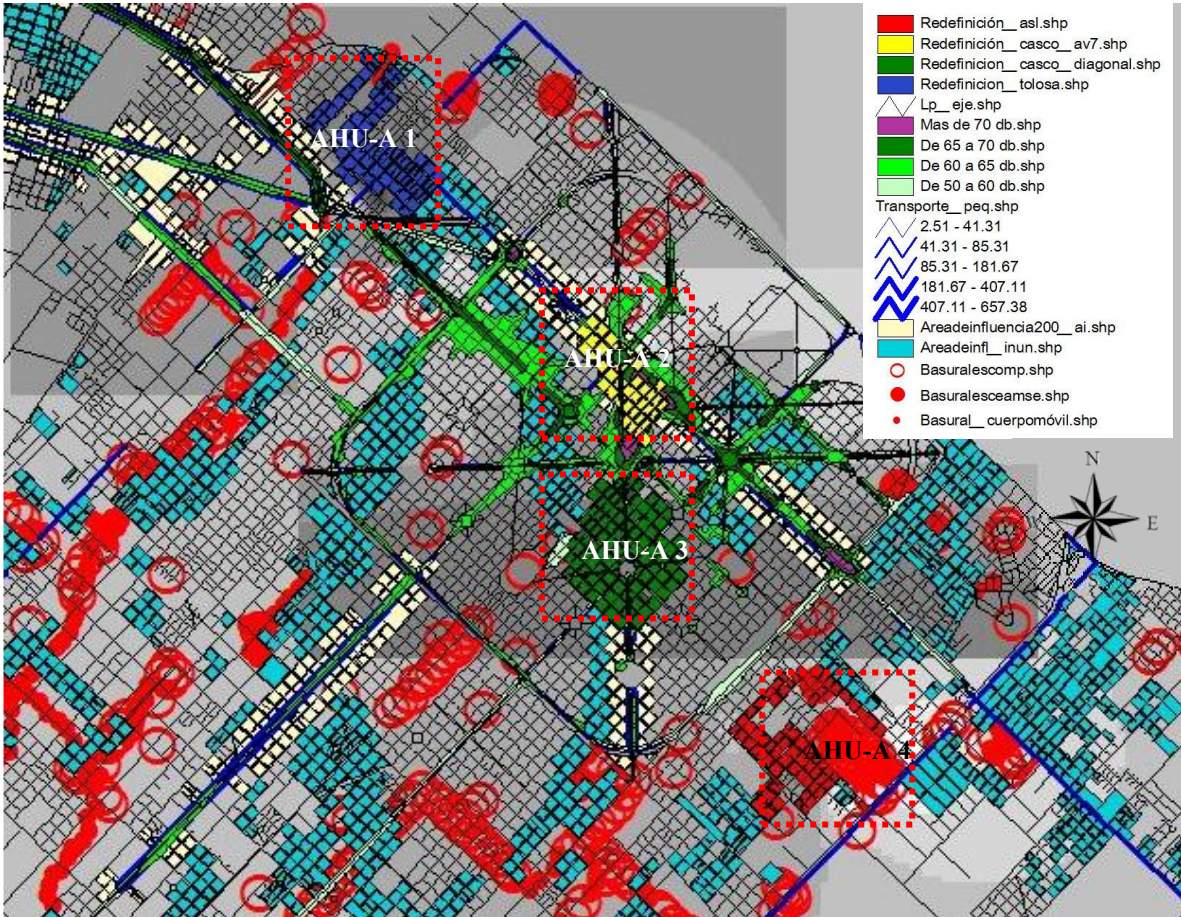 Redefinición__asl.shp
Redefinición__casco__av7.shp
Redefinición__casco__diagonal.shp
Redefinicion__tolosa.shp
Lp__eje.shp
Mas de 70 db.shp
De 65 a 70 db.shp
De 60 a 65 db.shp
De 50 a 60 db.shp
Transporte__peq.shp
2.51 - 41.31
41.31 - 85.31
85.31 - 181.67
181.67 - 407.11
407.11 - 657.38
Areadeinfluencia200__ai.shp
Areadeinfl__inun.shp
Basuralescomp.shp
Basuralesceamse.shp
Basural__cuerpomóvil.shp
AHU-A 1
AHU-A 2
N
E
S
AHU-A 3
AHU-A 4